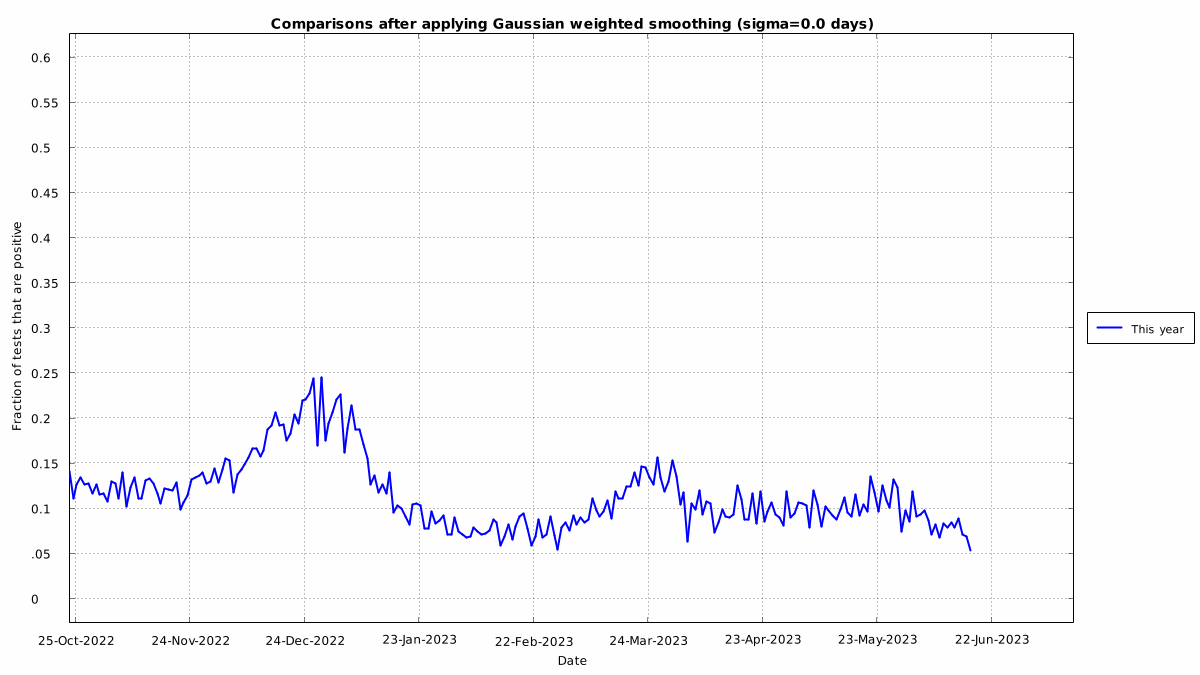 Comparisons after applying Gaussian weighted smoothing (sigma=0.0 days)
0.6
0.55
0.5
0.45
0.4
0.35
0.3
0.25
0.2
0.15
0.1
.05
0
Fraction of tests that are positive
This year
25-Oct-2022 24-Nov-2022 24-Dec-2022 23-Jan-2023 22-Feb-2023 24-Mar-2023 23-Apr-2023 23-May-2023 22-Jun-2023
Date